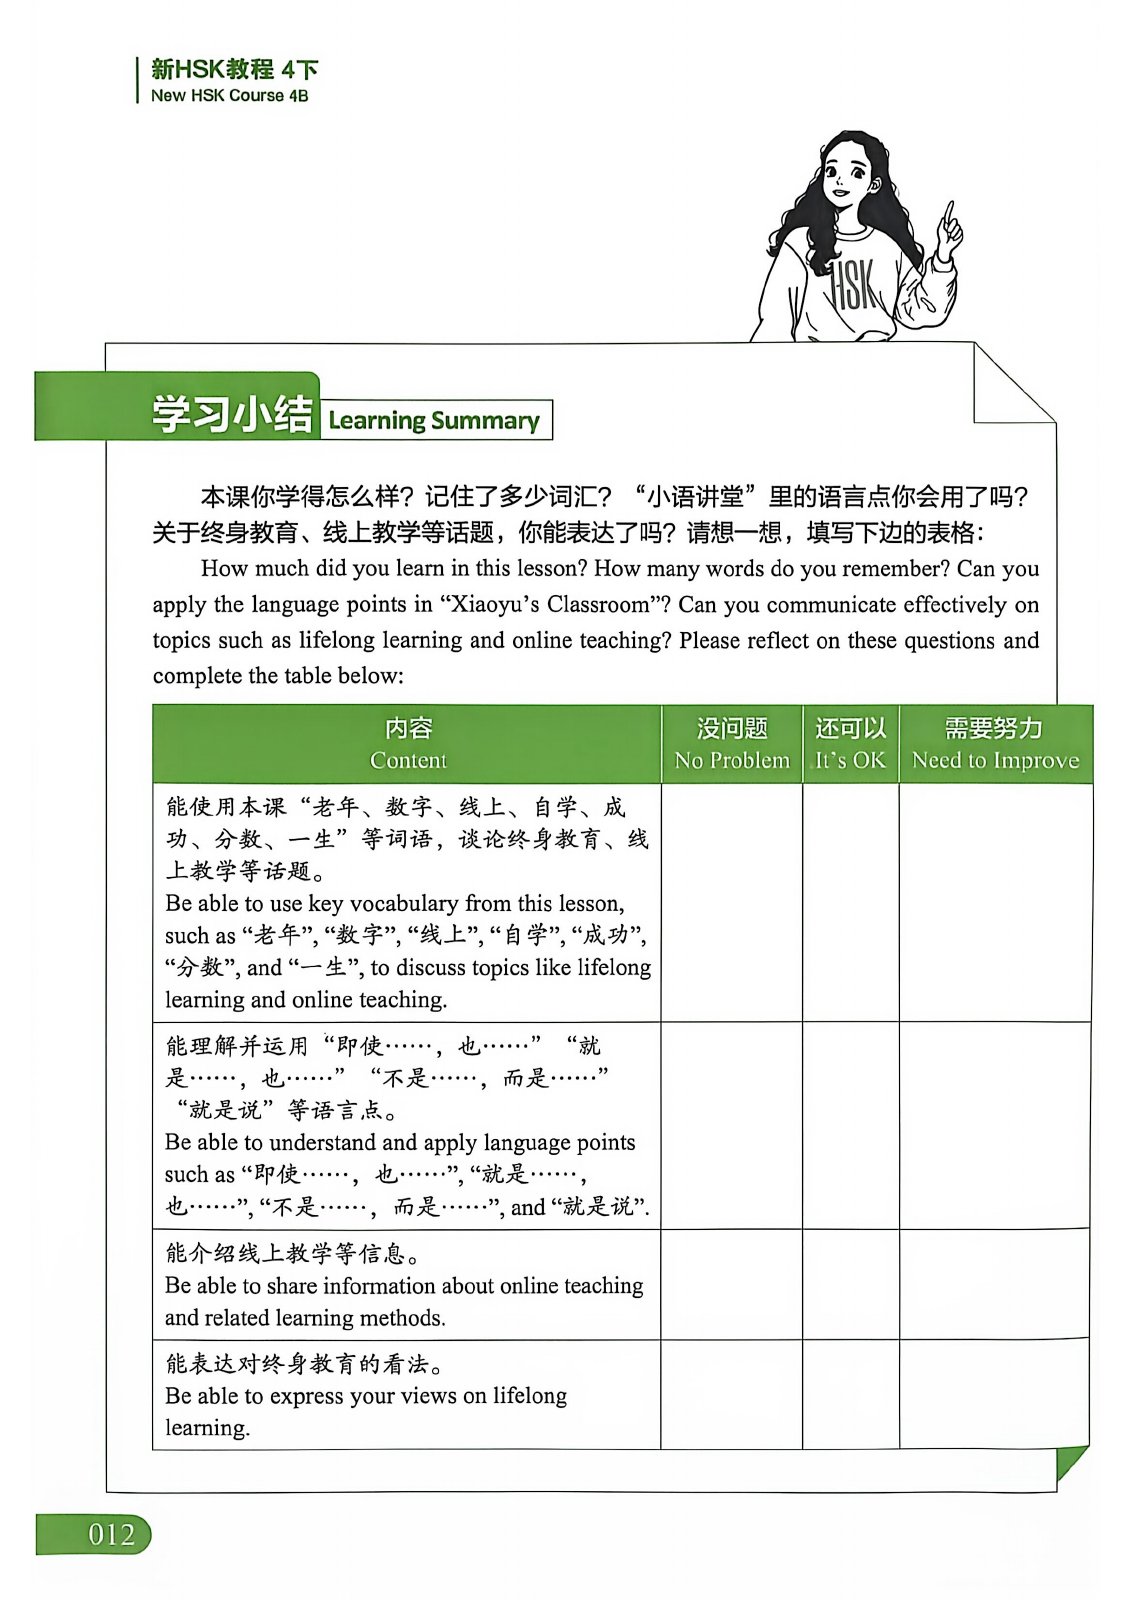 新HSK教程 4下
New HSK Course 4B
HSK
学习小结 Learning Summary
本课你学得怎么样？记住了多少词汇？“小语讲堂”里的语言点你会用了吗？
关于终身教育、线上教学等话题，你能表达了吗？请想一想，填写下边的表格：
How much did you learn in this lesson? How many words do you remember? Can you
apply the language points in “Xiaoyu’s Classroom”? Can you communicate effectively on
topics such as lifelong learning and online teaching? Please reflect on these questions and
complete the table below:
内容 没问题 还可以 需要努力
Content No Problem It’s OK Need to Improve
能使用本课“老年、数字、线上、自学、成
功、分数、一生”等词语，谈论终身教育、线
上教学等话题。
Be able to use key vocabulary from this lesson,
such as “老年”, “数字”, “线上”, “自学”, “成功”,
“分数”, and “一生”, to discuss topics like lifelong
learning and online teaching.
能理解并运用“即使……，也……”“就
是……，也……”“不是……，而是……”
“就是说”等语言点。
Be able to understand and apply language points
such as “即使……，也……”, “就是……，
也……”, “不是……，而是……”, and “就是说”.
能介绍线上教学等信息。
Be able to share information about online teaching
and related learning methods.
能表达对终身教育的看法。
Be able to express your views on lifelong
learning.
012